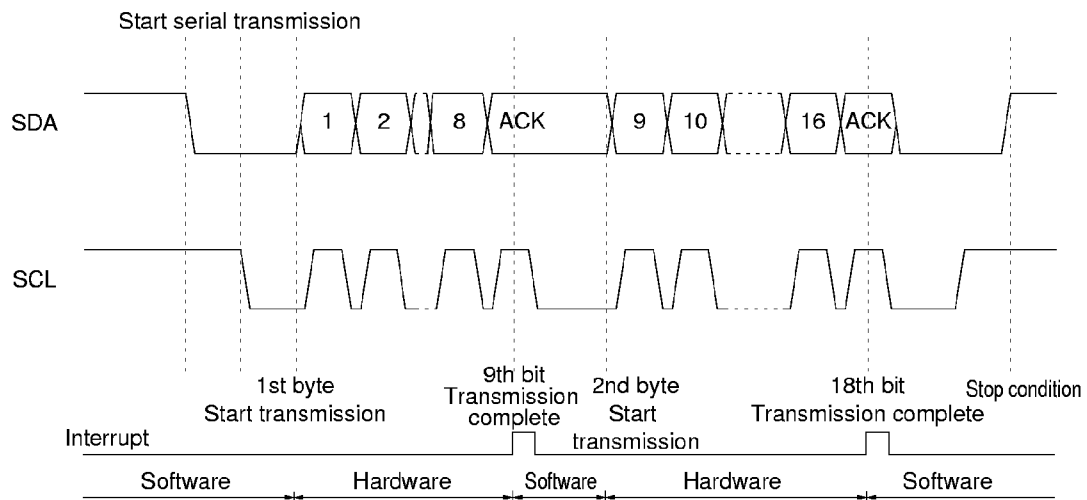 Start serial transmission
SDA
1
2
8
ACK
9
10
16
ACK
SCL
1st byte
Start transmission
9th bit
Transmission
complete
2nd byte
Start
transmission
18th bit
Transmission complete
Stop condition
Interrupt
Software
Hardware
Software
Hardware
Software